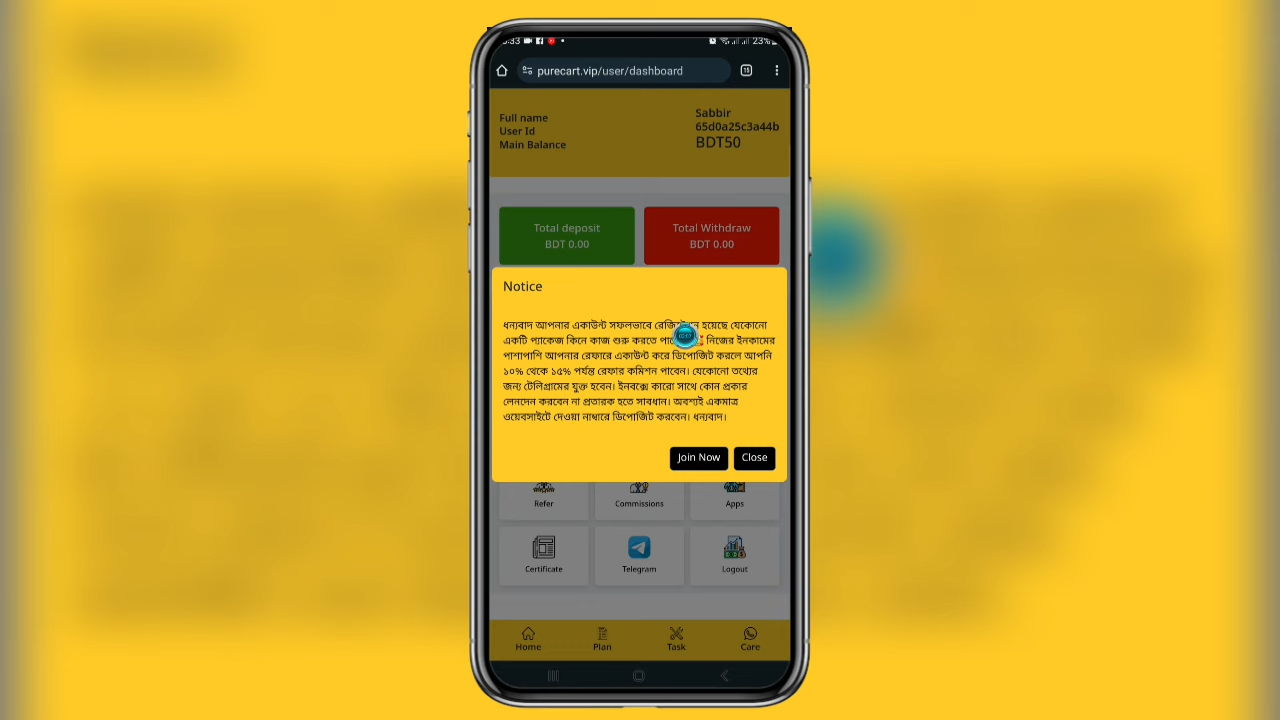 purecart.vip/user/dashboard
Full name
Sabbir
User Id
65d0a25c3a44b
Main Balance
BDT50
Total deposit
BDT 0.00
Total Withdraw
BDT 0.00
Notice
ধন্যবাদ আপনার একাউন্ট সফলভাবে হয়েছে যেকোনো
একটি প্যাকেজ কিনে কাজ শুরু করতে নিজের ইনকামের
পাশাপাশি আপনার রেফারে একাউন্ট করে ডিপোজিট করলে আপনি
১০% থেকে ১৫% পর্যন্ত রেফার কমিশন পাবেন। যেকোনো তথ্যের
জন্য টেলিগ্রামের যুক্ত হবেন। ইনবক্সে কারো সাথে কোন প্রকার
লেনদেন করবেন না প্রতারক হতে সাবধান। অবশ্যই একমাত্র
ওয়েবসাইটে দেওয়া নাম্বারে ডিপোজিট করবেন। ধন্যবাদ।
Join Now
Close
Refer
Commissions
Apps
Certificate
Telegram
Logout
Home
Plan
Task
Care